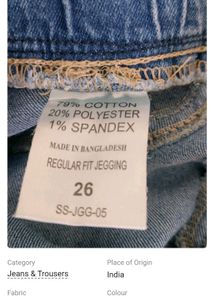 79% COTTON
20% POLYESTER
1% SPANDEX
MADE IN BANGLADESH
REGULAR FIT JEGGING
26
SS-JGG-05
Category
Place of Origin
Jeans & Trousers
India
Fabric
Colour